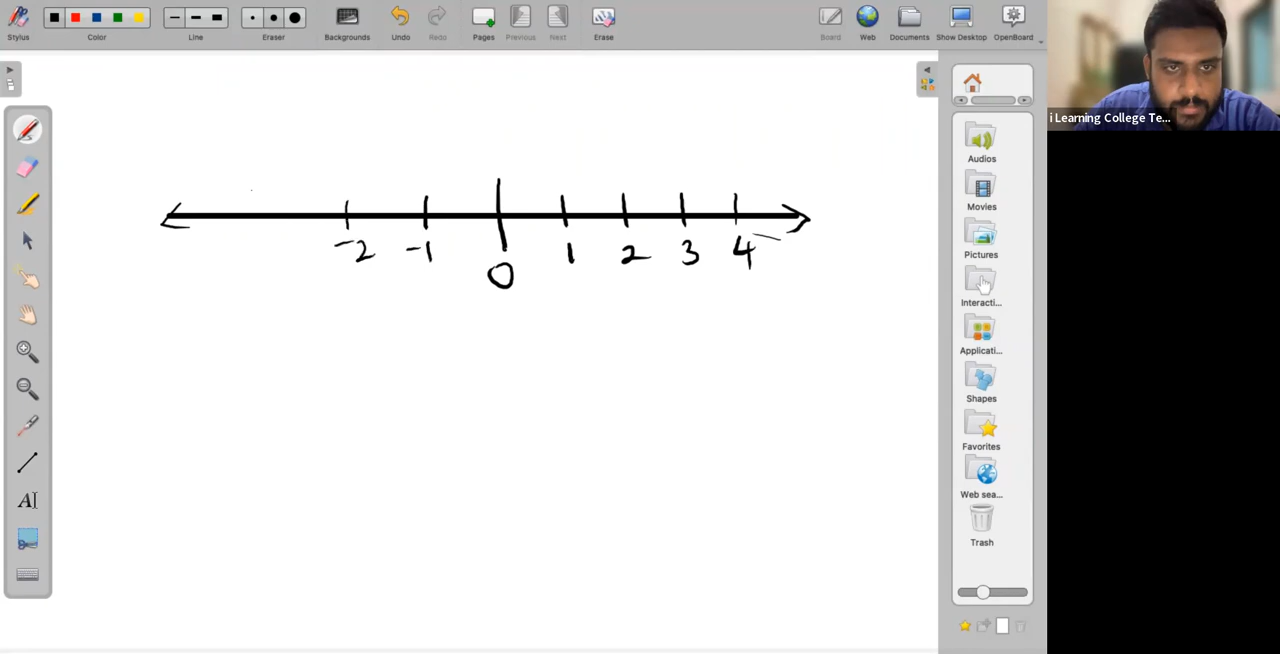 Stylus Color Line Eraser Backgrounds Undo Redo Pages Previous Next Erase Board Web Documents Show Desktop OpenBoard
i Learning College Te...
Audios
Movies
Pictures
Interacti...
Applicati...
Shapes
Favorites
Web sea...
Trash
A
-2 -1 0 1 2 3 4